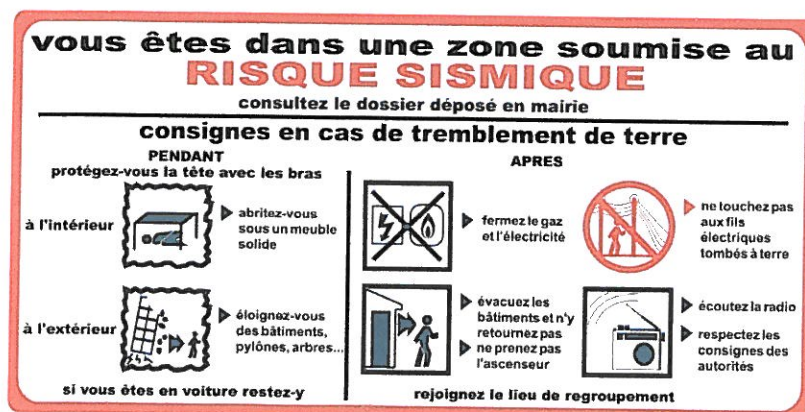 vous êtes dans une zone soumise au
RISQUE SISMIQUE
consultez le dossier déposé en mairie
consignes en cas de tremblement de terre
PENDANT
protégez-vous la tête avec les bras
à l'intérieur
abritez-vous
sous un meuble
solide
à l'extérieur
éloignez-vous
des bâtiments,
pylônes, arbres...
si vous êtes en voiture restez-y
APRES
fermez le gaz
et l'électricité
ne touchez pas
aux fils
électriques
tombés à terre
évacuez les
bâtiments et n'y
retournez pas
ne prenez pas
l'ascenseur
écoutez la radio
respectez les
consignes des
autorités
rejoignez le lieu de regroupement